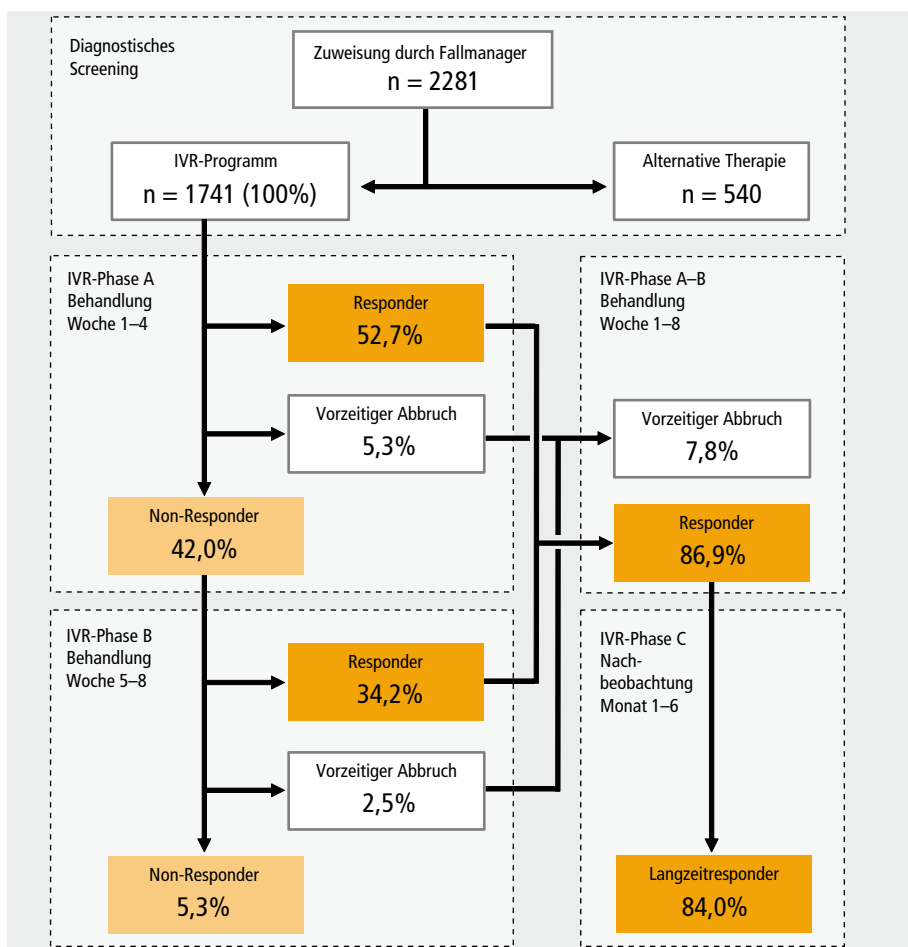 Diagnostisches
Screening
Zuweisung durch Fallmanager
n = 2281
IVR-Programm
n = 1741 (100%)
Alternative Therapie
n = 540
IVR-Phase A
Behandlung
Woche 1–4
Responder
52,7%
Vorzeitiger Abbruch
5,3%
Non-Responder
42,0%
IVR-Phase A–B
Behandlung
Woche 1–8
Vorzeitiger Abbruch
7,8%
Responder
86,9%
IVR-Phase B
Behandlung
Woche 5–8
Responder
34,2%
Vorzeitiger Abbruch
2,5%
Non-Responder
5,3%
IVR-Phase C
Nach-
beobachtung
Monat 1–6
Langzeitresponder
84,0%